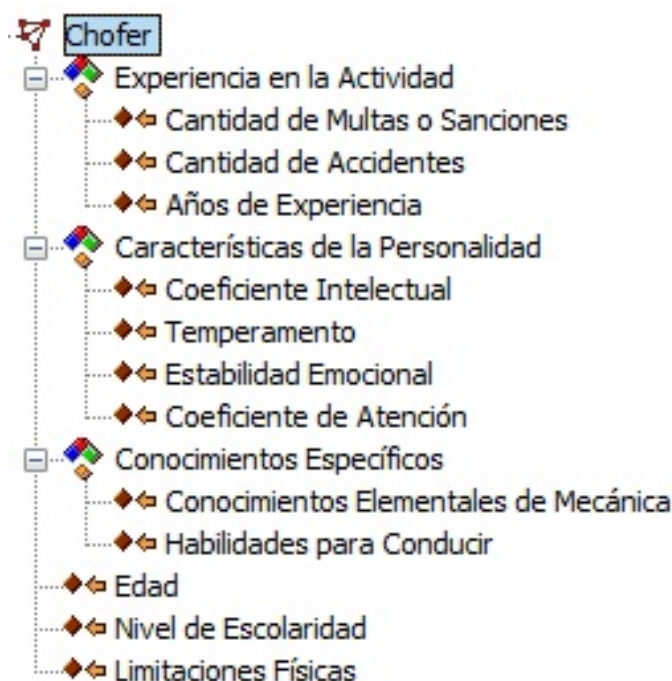 Chofer
Experiencia en la Actividad
Cantidad de Multas o Sanciones
Cantidad de Accidentes
Años de Experiencia
Características de la Personalidad
Coeficiente Intelectual
Temperamento
Estabilidad Emocional
Coeficiente de Atención
Conocimientos Específicos
Conocimientos Elementales de Mecánica
Habilidades para Conducir
Edad
Nivel de Escolaridad
Limitaciones Físicas